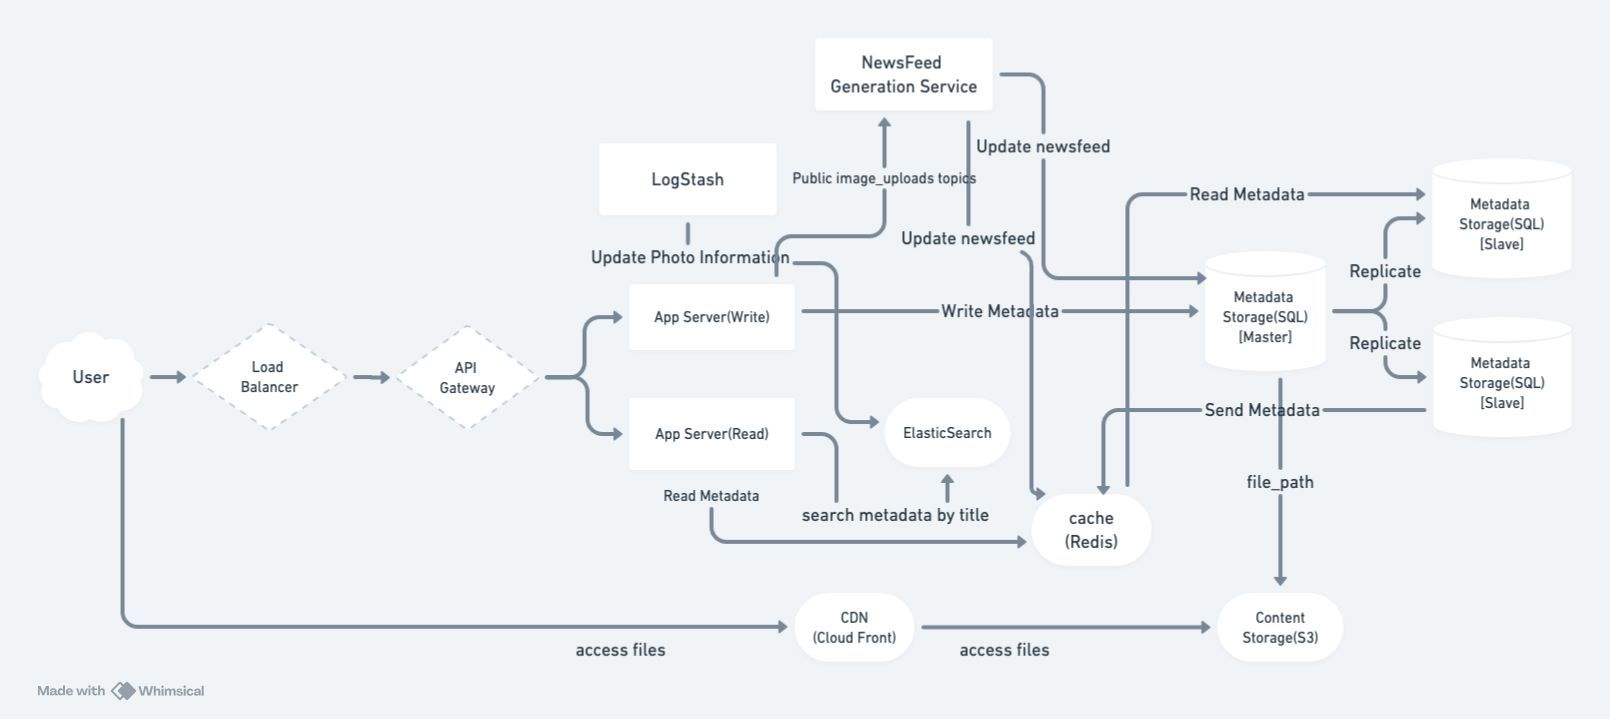 NewsFeed
Generation Service
Update newsfeed
LogStash
Public image_uploads topics
Read Metadata
Metadata
Storage(SQL)
[Slave]
Update newsfeed
Update Photo Information
Replicate
App Server(Write)
Write Metadata
Metadata
Storage(SQL)
[Master]
Replicate
User
Load
Balancer
API
Gateway
Metadata
Storage(SQL)
[Slave]
Send Metadata
App Server(Read)
ElasticSearch
Read Metadata
search metadata by title
file_path
cache
(Redis)
CDN
(Cloud Front)
Content
Storage(S3)
access files
access files
Made with Whimsical